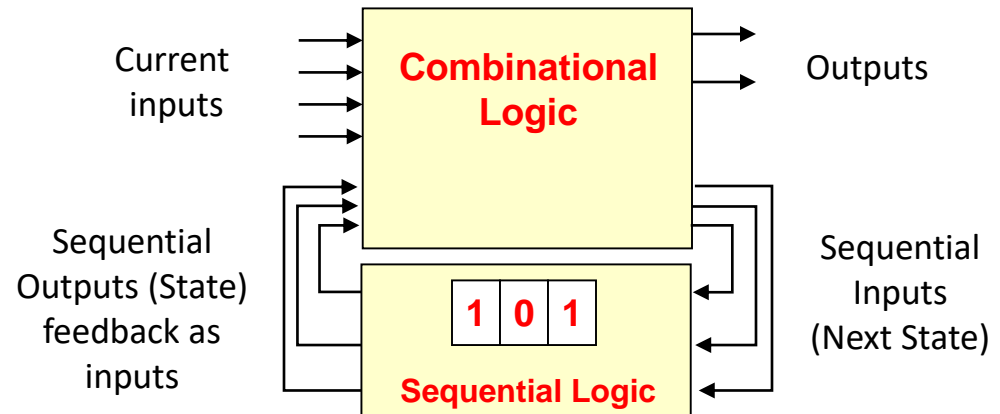 Current
inputs
Combinational
Logic
Outputs
Sequential
Outputs (State)
feedback as
inputs
1 0 1
Sequential Logic
Sequential
Inputs
(Next State)